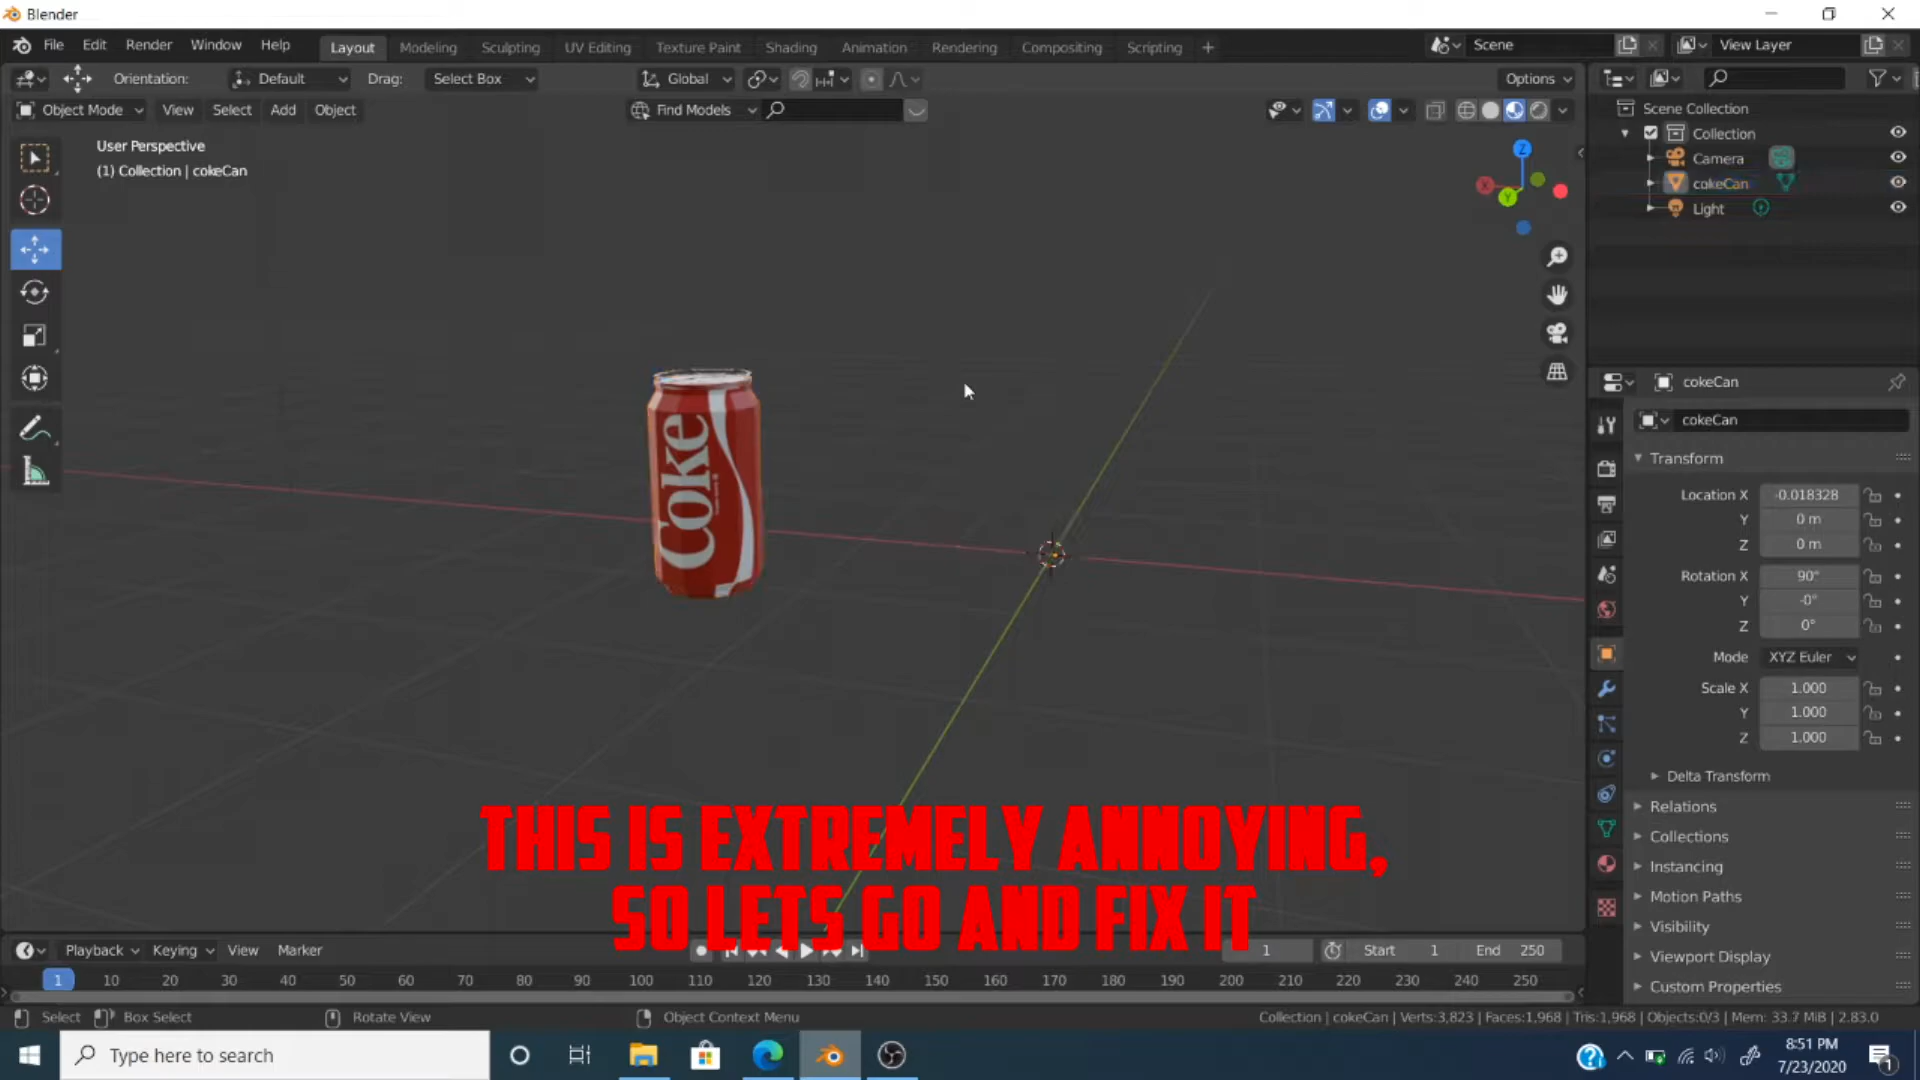 Blender
File Edit Render Window Help Layout Modeling Sculpting UV Editing Texture Paint Shading Animation Rendering Compositing Scripting + Scene View Layer
Orientation: Default Drag: Select Box Global Options
Object Mode View Select Add Object Find Models
User Perspective
(1) Collection | cokeCan
Z
X
Y
Coke
Scene Collection
Collection
Camera
cokeCan
Light
cokeCan
cokeCan
Transform
Location X -0.018328
Y 0 m
Z 0 m
Rotation X 90°
Y -0°
Z 0°
Mode XYZ Euler
Scale X 1.000
Y 1.000
Z 1.000
Delta Transform
Relations
Collections
Instancing
Motion Paths
Visibility
Viewport Display
Custom Properties
THIS IS EXTREMELY ANNOYING,
SO LETS GO AND FIX IT
Playback Keying View Marker 1 Start 1 End 250
1 10 20 30 40 50 60 70 80 90 100 110 120 130 140 150 160 170 180 190 200 210 220 230 240 250
Select Box Select Rotate View Object Context Menu Collection | cokeCan | Verts:3,823 | Faces:1,968 | Tris:1,968 | Objects:0/3 | Mem: 33.7 MiB | 2.83.0
Type here to search
8:51 PM
7/23/2020
1